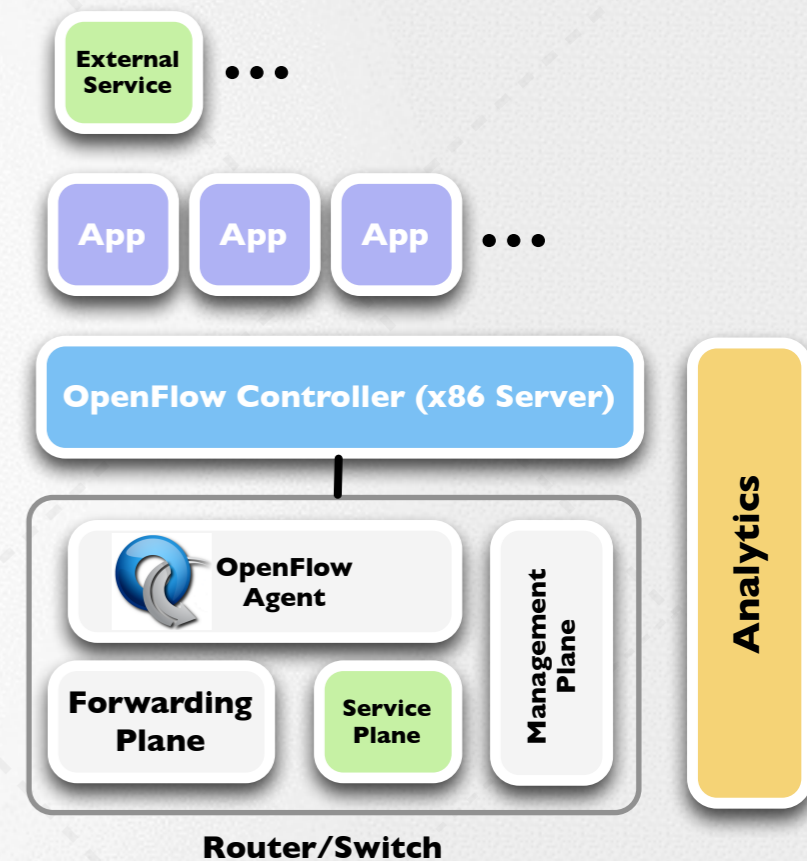 External
Service
App
App
App
OpenFlow Controller (x86 Server)
OpenFlow
Agent
Management
Plane
Forwarding
Plane
Service
Plane
Analytics
Router/Switch